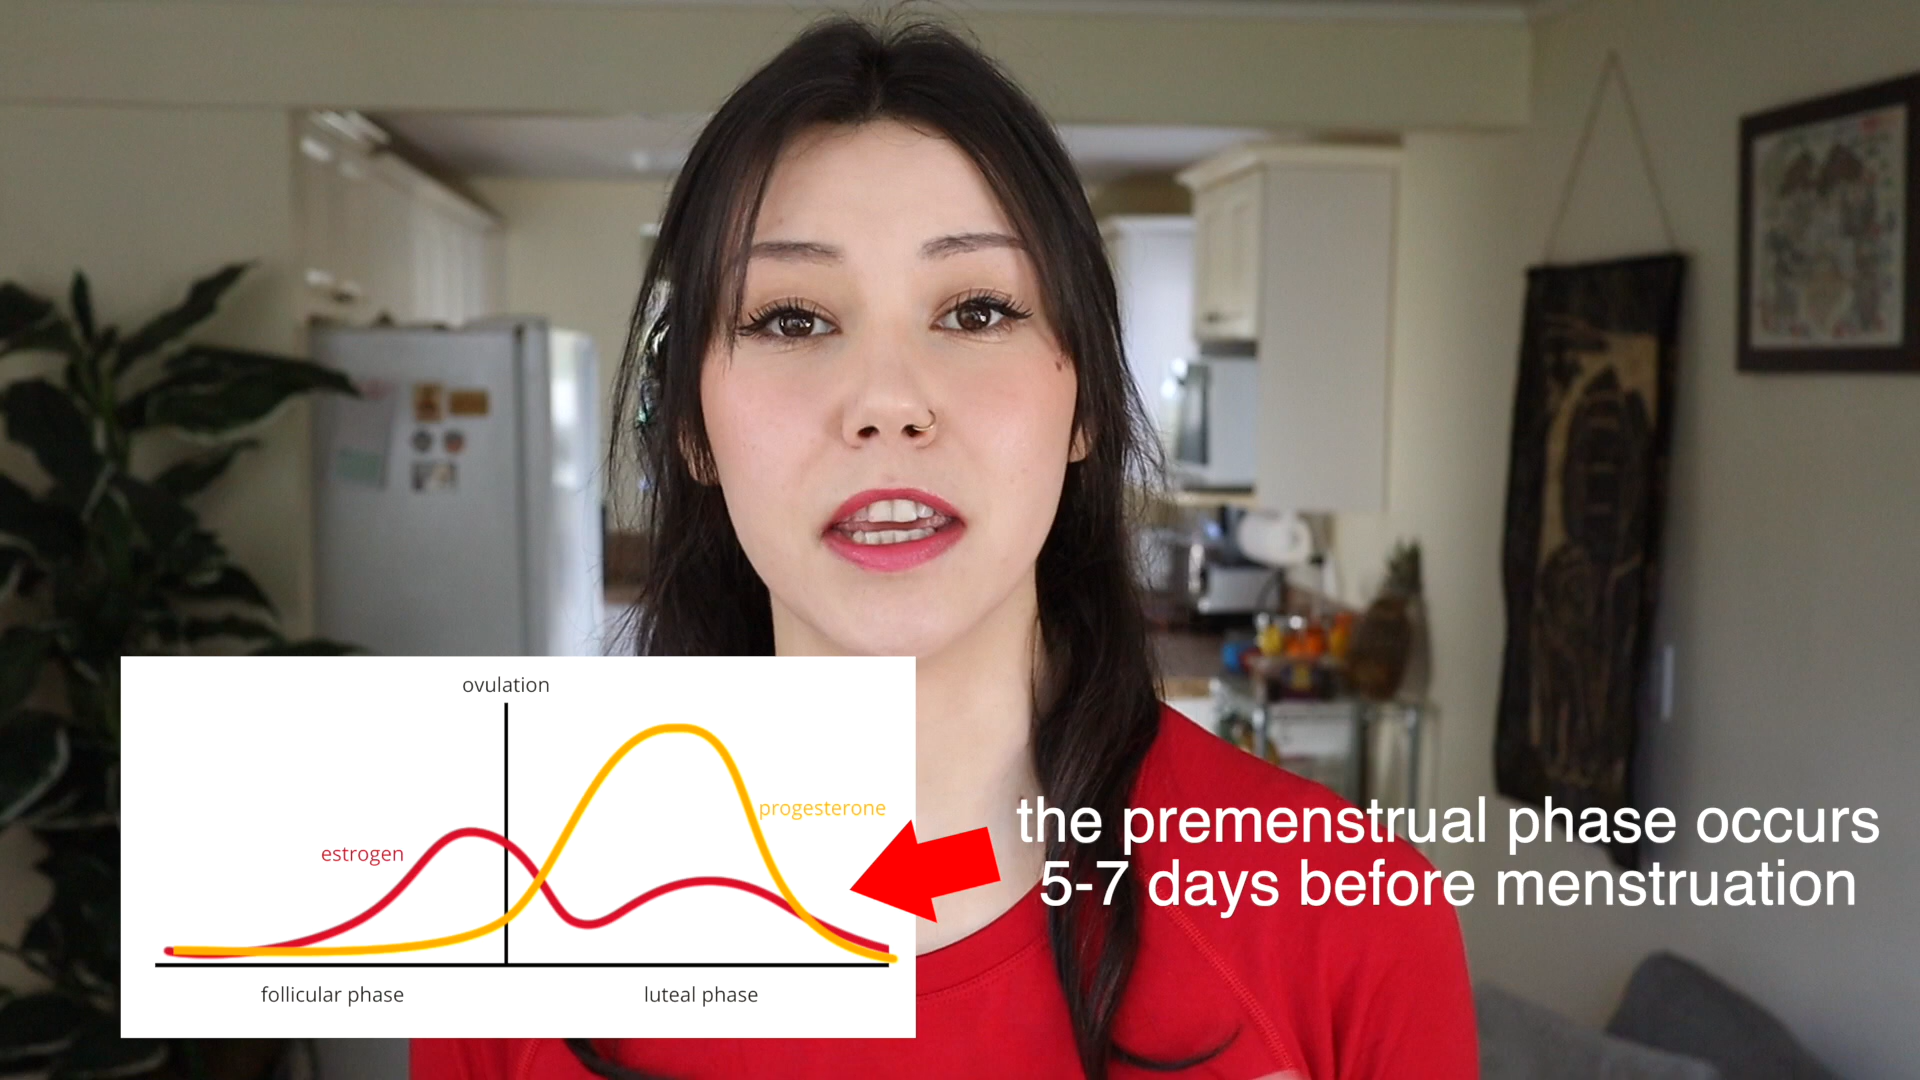 ovulation
progesterone
estrogen
the premenstrual phase occurs
5-7 days before menstruation
follicular phase
luteal phase